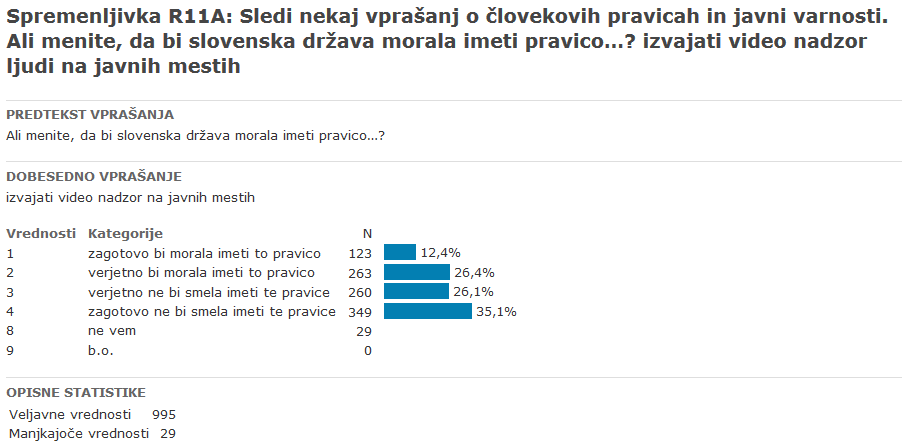 Spremenljivka R11A: Sledi nekaj vprašanj o človekovih pravicah in javni varnosti.
Ali menite, da bi slovenska država morala imeti pravico...? izvajati video nadzor
ljudi na javnih mestih
PREDTEKST VPRAŠANJA
Ali menite, da bi slovenska država morala imeti pravico...?
DOBESEDNO VPRAŠANJE
izvajati video nadzor na javnih mestih
Vrednosti Kategorije N
1 zagotovo bi morala imeti to pravico 123 12,4%
2 verjetno bi morala imeti to pravico 263 26,4%
3 verjetno ne bi smela imeti te pravice 260 26,1%
4 zagotovo ne bi smela imeti te pravice 349 35,1%
8 ne vem 29
9 b.o. 0
OPISNE STATISTIKE
Veljavne vrednosti 995
Manjkajoče vrednosti 29